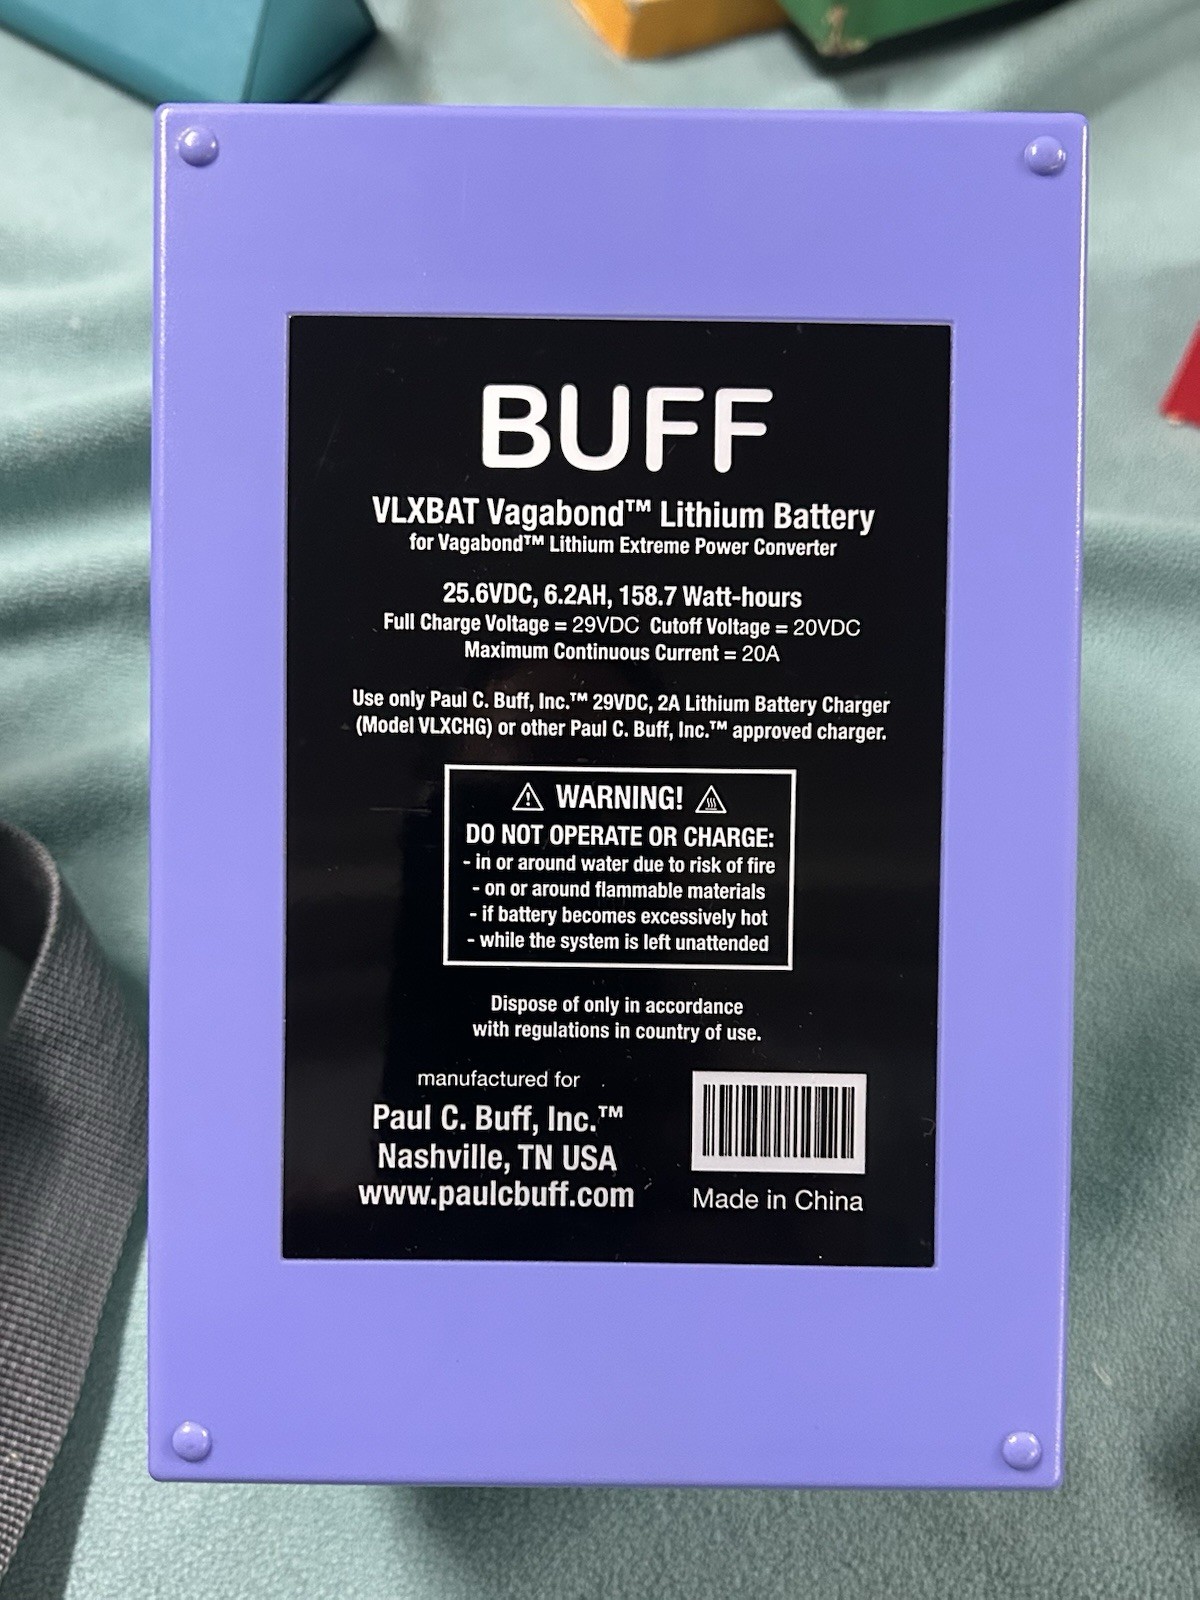 BUFF
VLXBAT Vagabond™ Lithium Battery
for Vagabond™ Lithium Extreme Power Converter
25.6VDC, 6.2AH, 158.7 Watt-hours
Full Charge Voltage = 29VDC Cutoff Voltage = 20VDC
Maximum Continuous Current = 20A
Use only Paul C. Buff, Inc.™ 29VDC, 2A Lithium Battery Charger
(Model VLXCHG) or other Paul C. Buff, Inc.™ approved charger.
WARNING!
DO NOT OPERATE OR CHARGE:
- in or around water due to risk of fire
- on or around flammable materials
- if battery becomes excessively hot
- while the system is left unattended
Dispose of only in accordance
with regulations in country of use.
manufactured for
Paul C. Buff, Inc.™
Nashville, TN USA
www.paulcbuff.com
Made in China